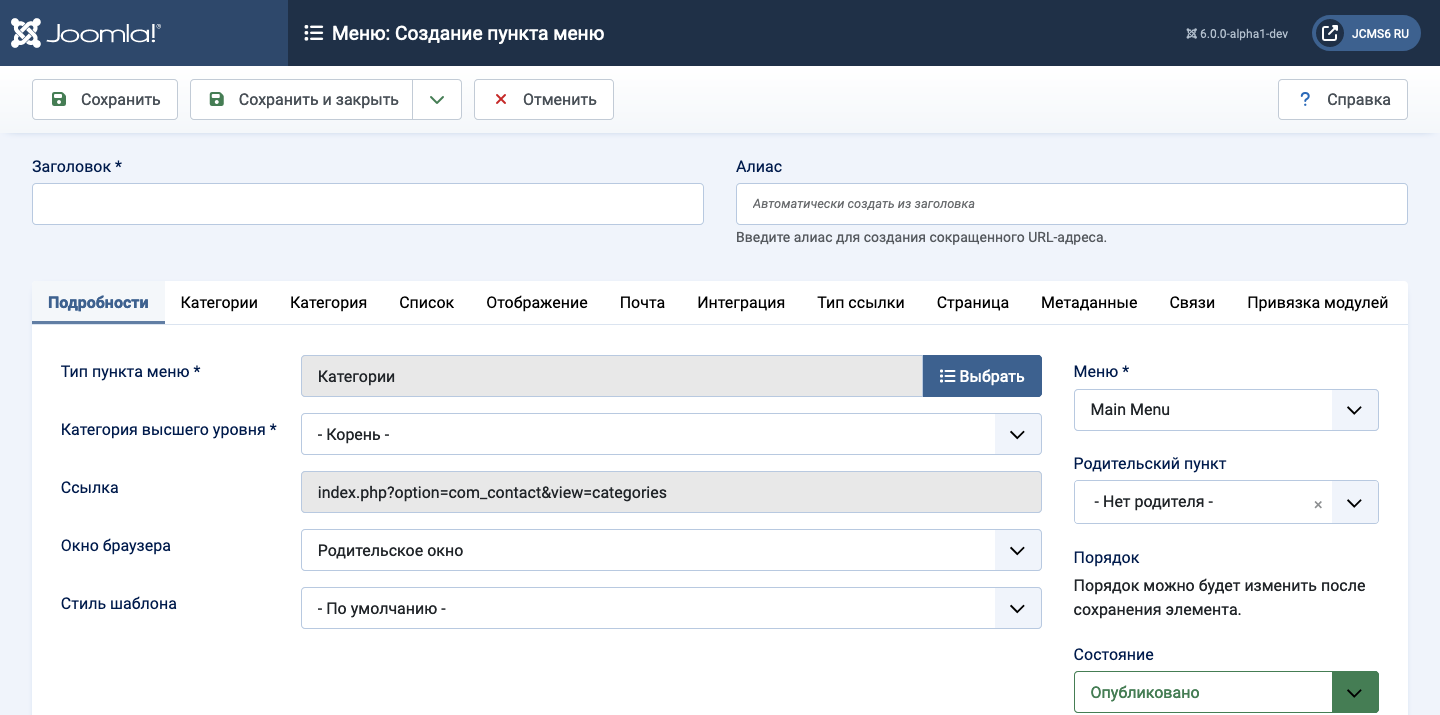 Joomla!®
Меню: Создание пункта меню
6.0.0-alpha1-dev
JCMS6 RU
Сохранить
Сохранить и закрыть
× Отменить
? Справка
Заголовок *
Алиас
Автоматически создать из заголовка
Введите алиас для создания сокращенного URL-адреса.
Подробности Категории Категория Список Отображение Почта Интеграция Тип ссылки Страница Метаданные Связи Привязка модулей
Тип пункта меню *
Категории
Выбрать
Категория высшего уровня *
- Корень -
Ссылка
index.php?option=com_contact&view=categories
Окно браузера
Родительское окно
Стиль шаблона
- По умолчанию -
Меню *
Main Menu
Родительский пункт
- Нет родителя - ×
Порядок
Порядок можно будет изменить после
сохранения элемента.
Состояние
Опубликовано